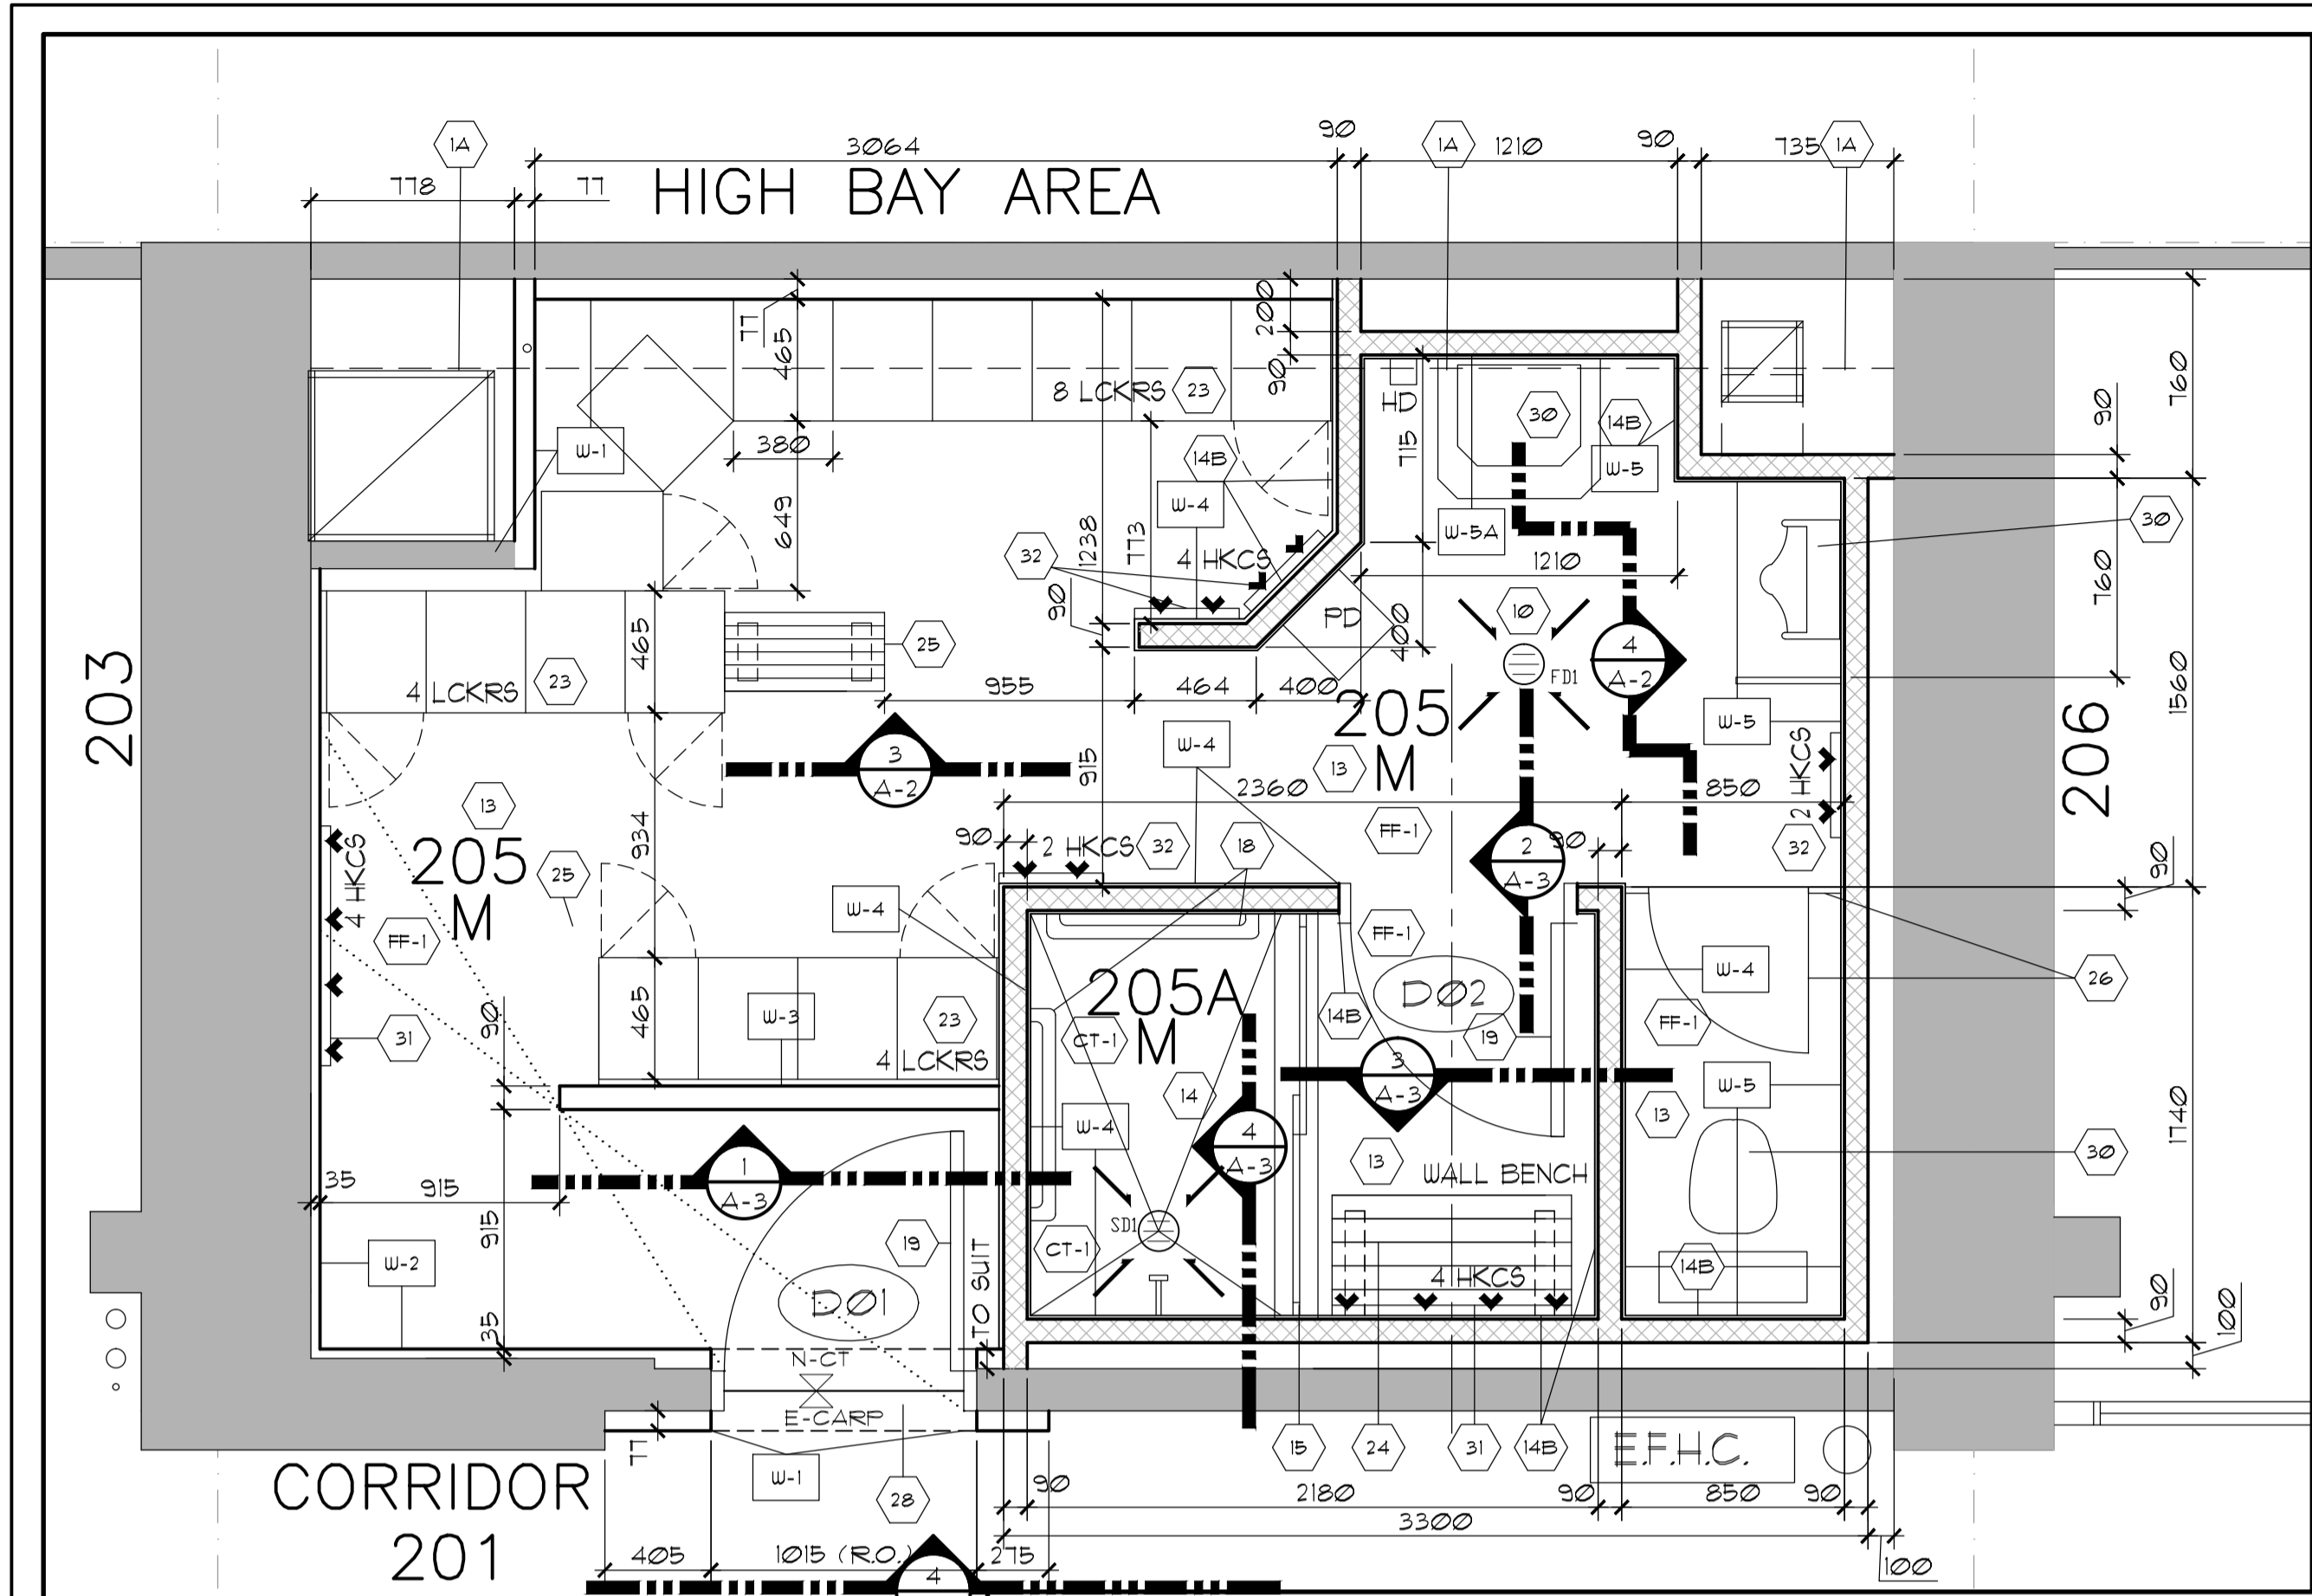 1A
3064
90
1A
1210
90
735
1A
778
77
HIGH BAY AREA
77
465
200
90
760
90
8 LCKRS
23
HD
30
14B
380
715
W-1
14B
W-5
W-4
649
1238
773
W-5A
30
32
4 HKCS
1210
760
90
PD
10
400
4
A-2
465
25
203
4 LCKRS
23
955
464
400
FD1
1560
205
M
W-5
206
W-4
3
A-2
915
13
2 HKCS
13
2360
850
205
M
934
90
2 HKCS
32
18
FF-1
90
32
4 HKCS
25
2
A-3
90
W-4
FF-1
FF-1
W-4
26
205A
M
DØ2
90
465
W-3
23
14B
19
FF-1
31
CT-1
4 LCKRS
3
A-3
W-5
14
13
W-4
4
A-3
1740
1
A-3
13
WALL BENCH
30
35
915
SD1
915
19
TO SUIT
CT-1
W-2
14B
4 HKCS
90
100
DØ1
35
N-CT
E-CARP
77
15
24
31
14B
E.F.H.C.
W-1
28
CORRIDOR
201
90
2180
90
850
90
3300
405
1015 (R.O.)
275
100
4